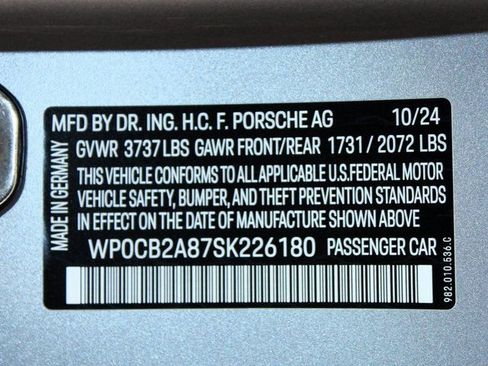 MFD BY DR. ING. H.C. F. PORSCHE AG 10/24
GVWR 3737 LBS GAWR FRONT/REAR 1731 / 2072 LBS
THIS VEHICLE CONFORMS TO ALL APPLICABLE U.S.FEDERAL MOTOR
VEHICLE SAFETY, BUMPER, AND THEFT PREVENTION STANDARDS
IN EFFECT ON THE DATE OF MANUFACTURE SHOWN ABOVE
WP0CB2A87SK226180 PASSENGER CAR
MADE IN GERMANY
982.010.536.C